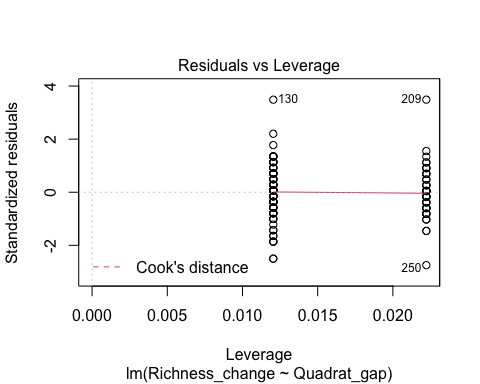 Residuals vs Leverage
Standardized residuals
4
2
0
-2
130
209
250
Cook's distance
0.000 0.005 0.010 0.015 0.020
Leverage
lm(Richness_change ~ Quadrat_gap)